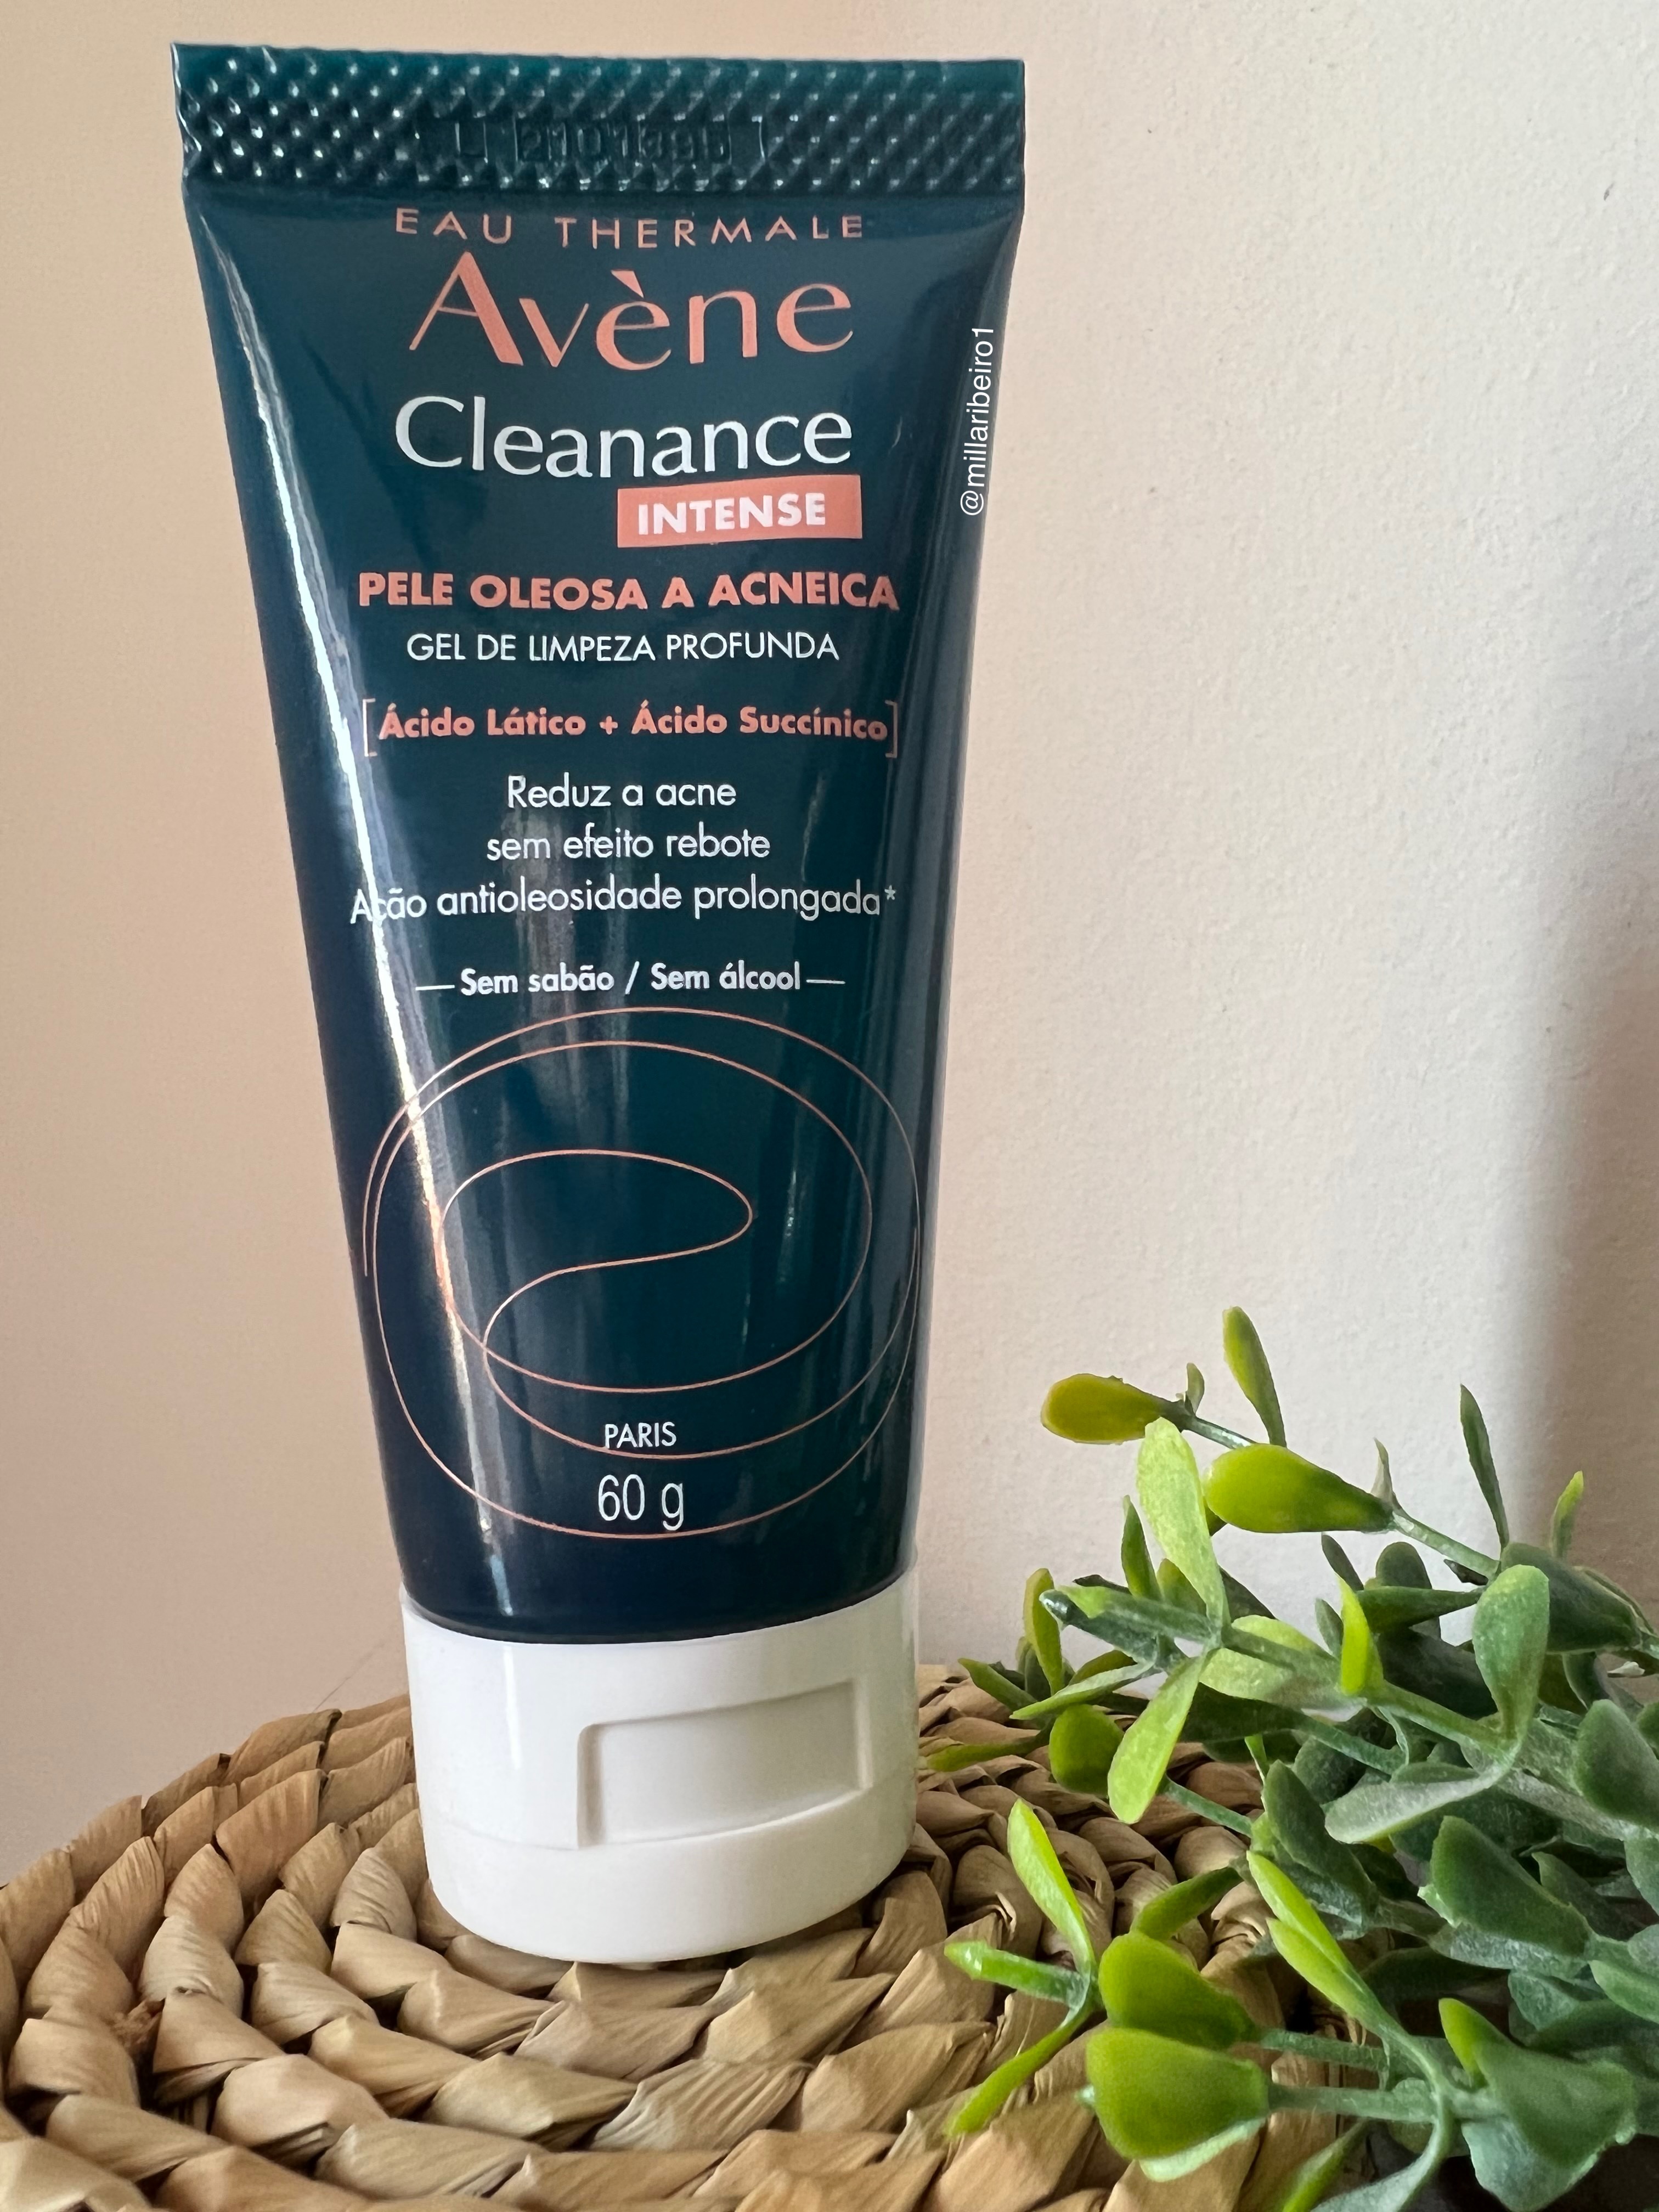 EAU THERMALE
Avène
Cleanance
INTENSE
PELE OLEOSA A ACNEICA
GEL DE LIMPEZA PROFUNDA
[Ácido Lático + Ácido Succínico]
Reduz a acne
sem efeito rebote
Ação antioleosidade prolongada*
Sem sabão / Sem álcool
PARIS
60 g
@millaribeiro1